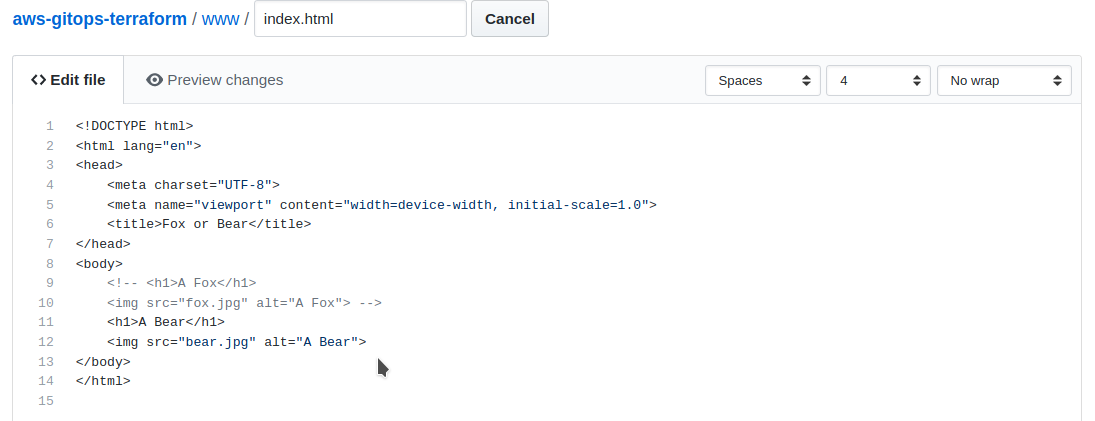 aws-gitops-terraform / www / index.html Cancel
Edit file Preview changes Spaces 4 No wrap
1 <!DOCTYPE html>
2 <html lang="en">
3 <head>
4     <meta charset="UTF-8">
5     <meta name="viewport" content="width=device-width, initial-scale=1.0">
6     <title>Fox or Bear</title>
7 </head>
8 <body>
9     <!-- <h1>A Fox</h1>
10     <img src="fox.jpg" alt="A Fox"> -->
11     <h1>A Bear</h1>
12     <img src="bear.jpg" alt="A Bear">
13 </body>
14 </html>
15